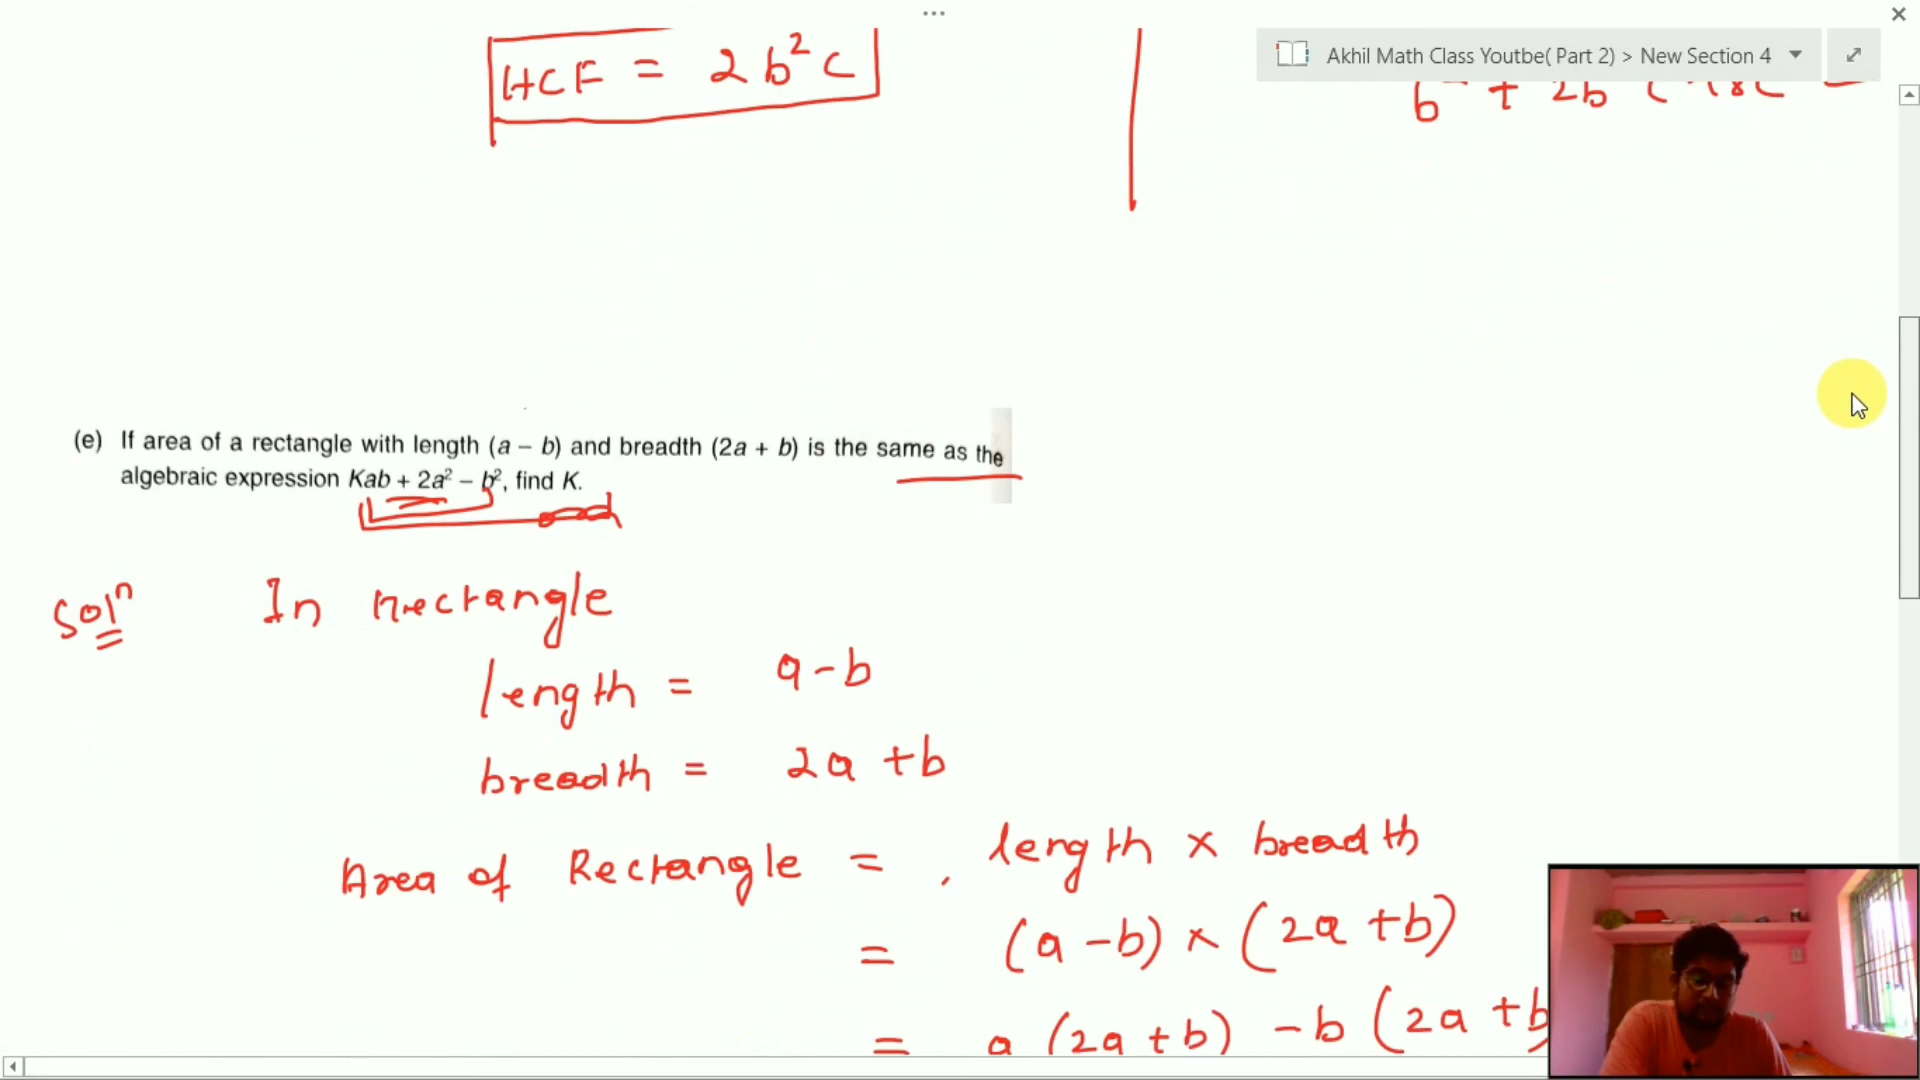 Akhil Math Class Youtbe( Part 2) > New Section 4
HCF = 2b²c
(e) If area of a rectangle with length (a – b) and breadth (2a + b) is the same as the
algebraic expression Kab + 2a² – b², find K.
Solⁿ In Rectangle
length = a-b
breadth = 2a +b
Area of Rectangle = length × breadth
= (a -b) × (2a +b)
= a (2a +b) -b (2a +b